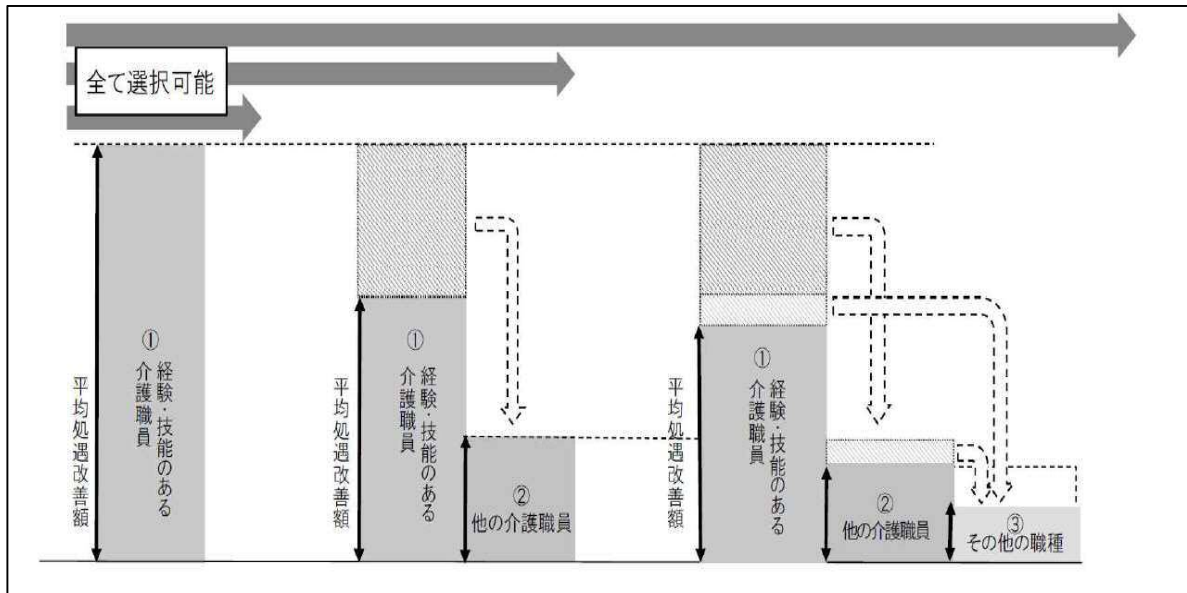 全て選択可能
平均処遇改善額
①
経験・技能のある
介護職員
平均処遇改善額
①
経験・技能のある
介護職員
②
他の介護職員
平均処遇改善額
①
経験・技能のある
介護職員
②
他の介護職員
③
その他の職種